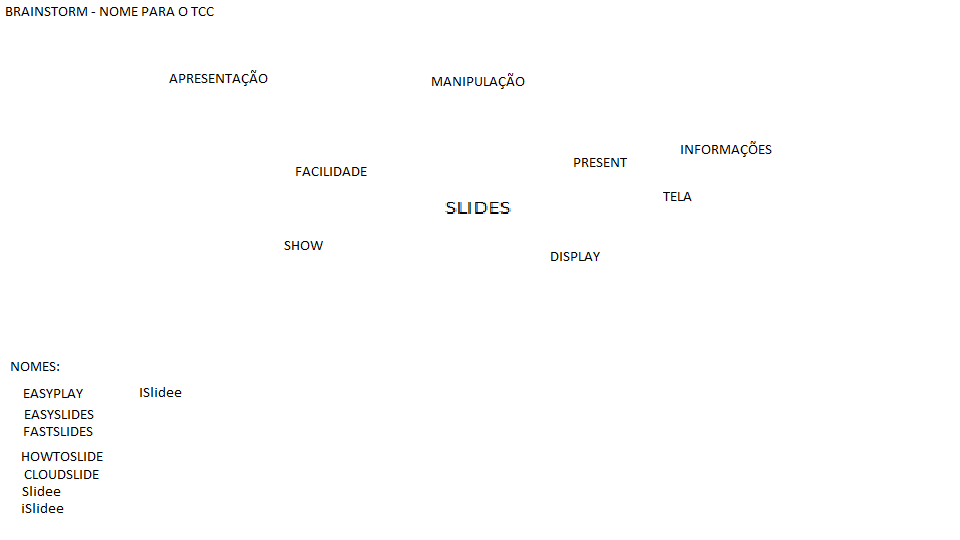 BRAINSTORM - NOME PARA O TCC
APRESENTAÇÃO
MANIPULAÇÃO
INFORMAÇÕES
PRESENT
FACILIDADE
TELA
SLIDES
SHOW
DISPLAY
NOMES:
EASYPLAY
ISlidee
EASYSLIDES
FASTSLIDES
HOWTOSLIDE
CLOUDSLIDE
Slidee
iSlidee